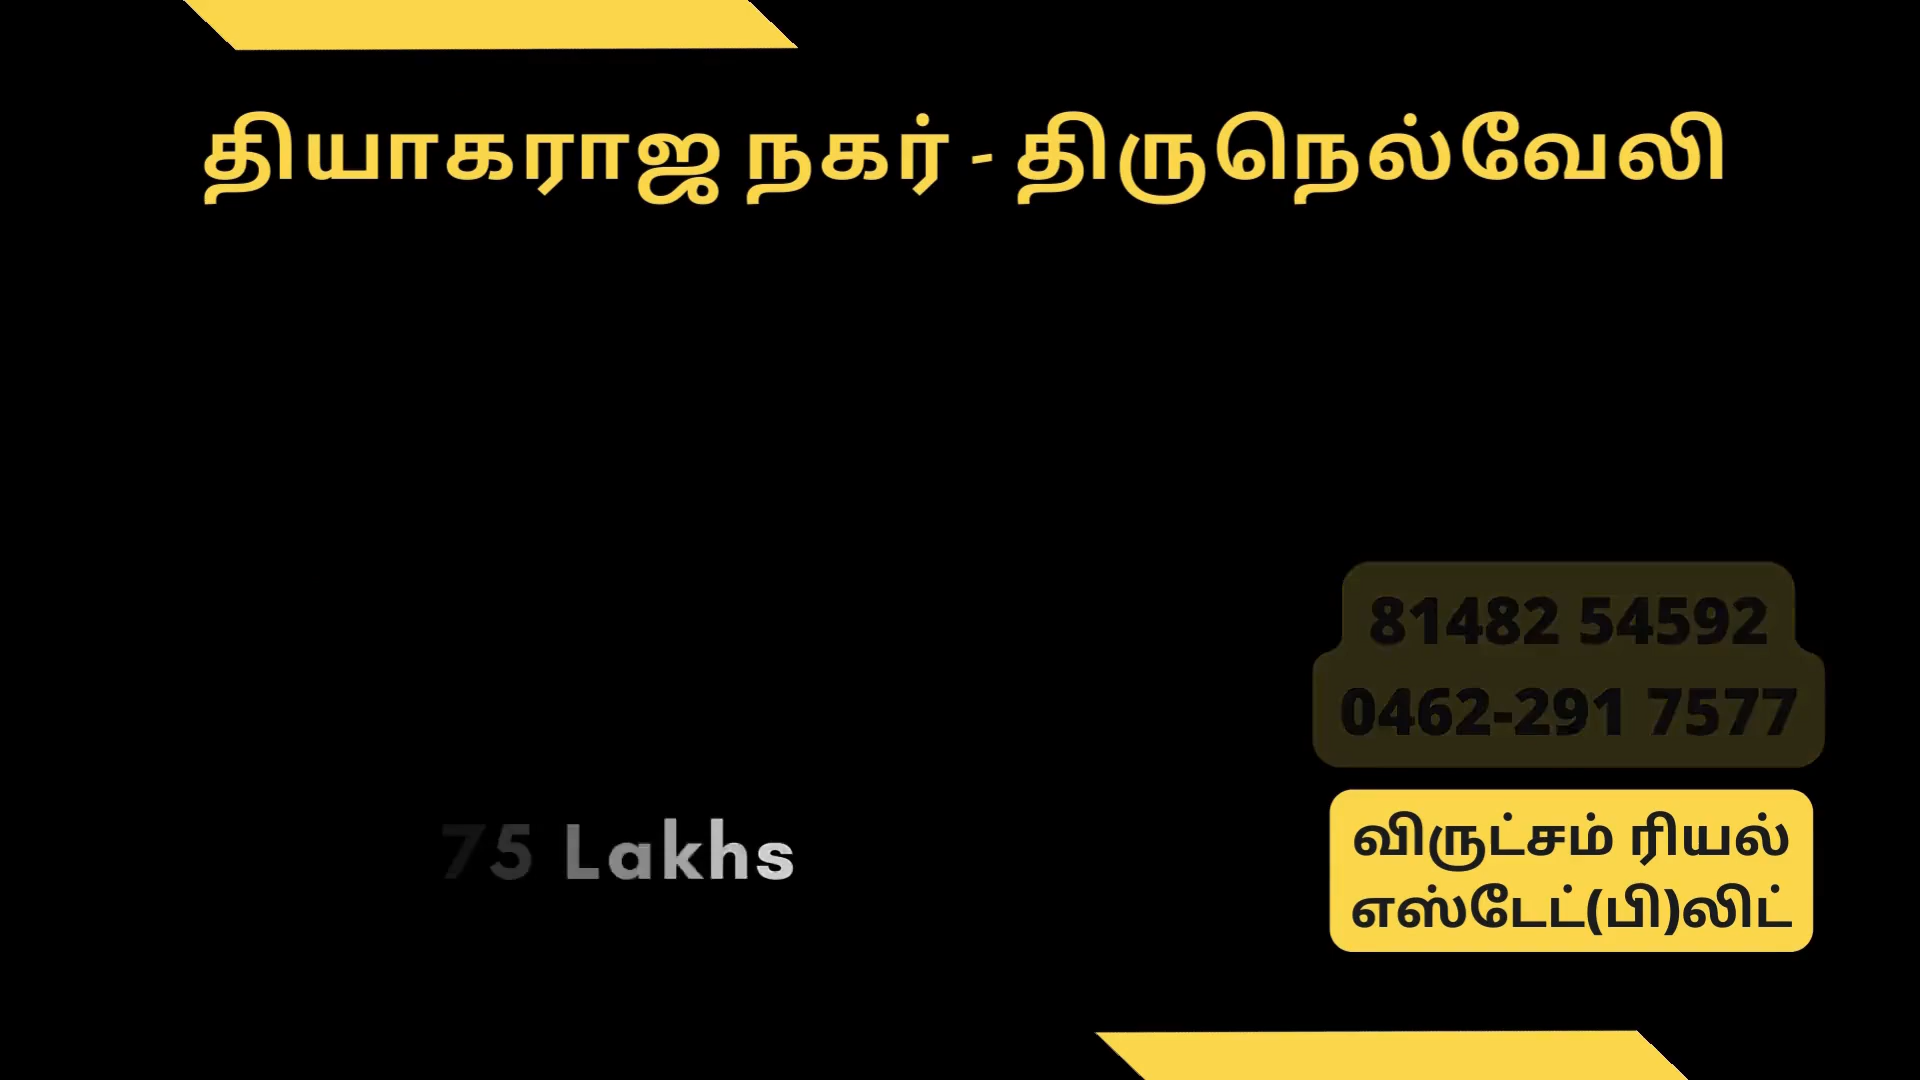 தியாகராஜ நகர் - திருநெல்வேலி
81482 54592
0462-291 7577
75 Lakhs
விருட்சம் ரியல்
எஸ்டேட்(பி)லிட்